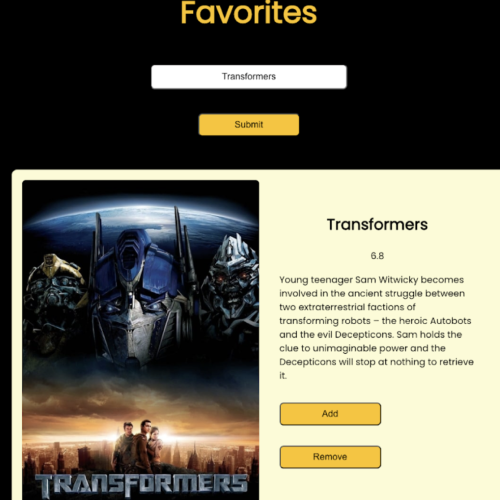 Favorites
Transformers
Submit
Transformers
6.8
Young teenager Sam Witwicky becomes
involved in the ancient struggle between
two extraterrestrial factions of
transforming robots – the heroic Autobots
and the evil Decepticons. Sam holds the
clue to unimaginable power and the
Decepticons will stop at nothing to retrieve
it.
Add
Remove
TRANSFORMERS